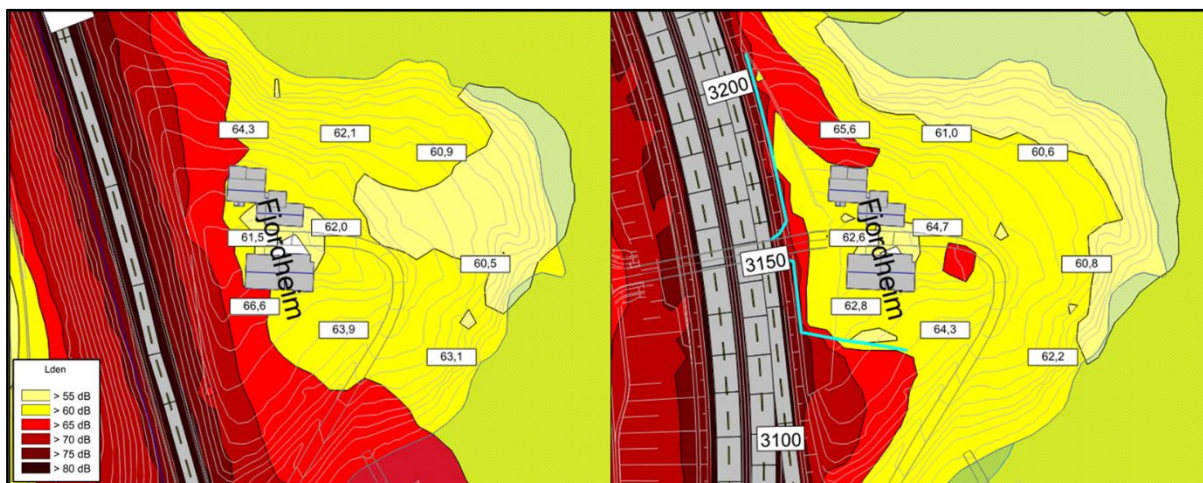 64,3
62,1
60,9
Fjordheim
62,0
61,5
60,5
66,6
63,9
63,1
Lden
> 55 dB
> 60 dB
> 65 dB
> 70 dB
> 75 dB
> 80 dB
3200
65,6
61,0
60,6
Fjordheim
64,7
62,6
3150
60,8
62,8
64,3
62,2
3100